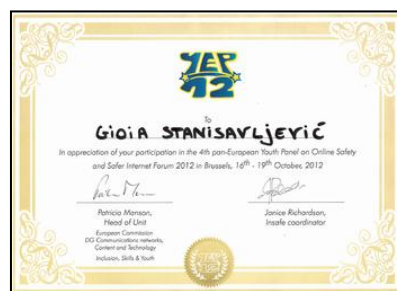 YEP
12
To
GIOIA STANISAVLJEVIĆ
In appreciation of your participation in the 4th pan-European Youth Panel on Online Safety
and Safer Internet Forum 2012 in Brussels, 16th - 19th October, 2012
Patricia Manson,
Head of Unit
European Commission
DG Communications networks,
Content and Technology
Inclusion, Skills & Youth
Janice Richardson,
Insafe coordinator